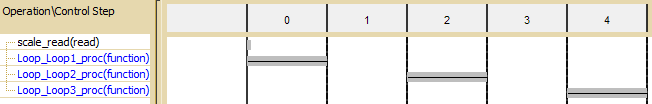 Operation\Control Step 0 1 2 3 4
scale_read(read)
Loop_Loop1_proc(function)
Loop_Loop2_proc(function)
Loop_Loop3_proc(function)